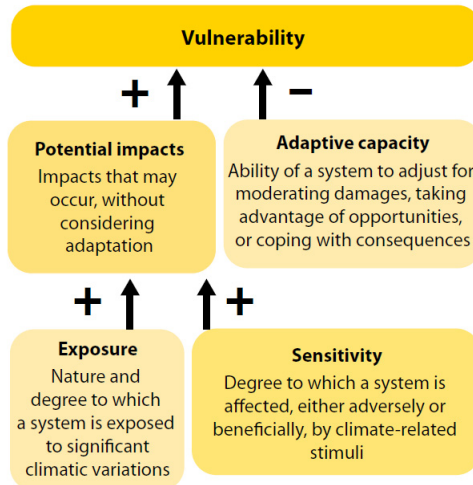 Vulnerability
+
−
Potential impacts
Impacts that may
occur, without
considering
adaptation
Adaptive capacity
Ability of a system to adjust for
moderating damages, taking
advantage of opportunities,
or coping with consequences
+
+
Exposure
Nature and
degree to which
a system is exposed
to significant
climatic variations
Sensitivity
Degree to which a system is
affected, either adversely or
beneficially, by climate-related
stimuli